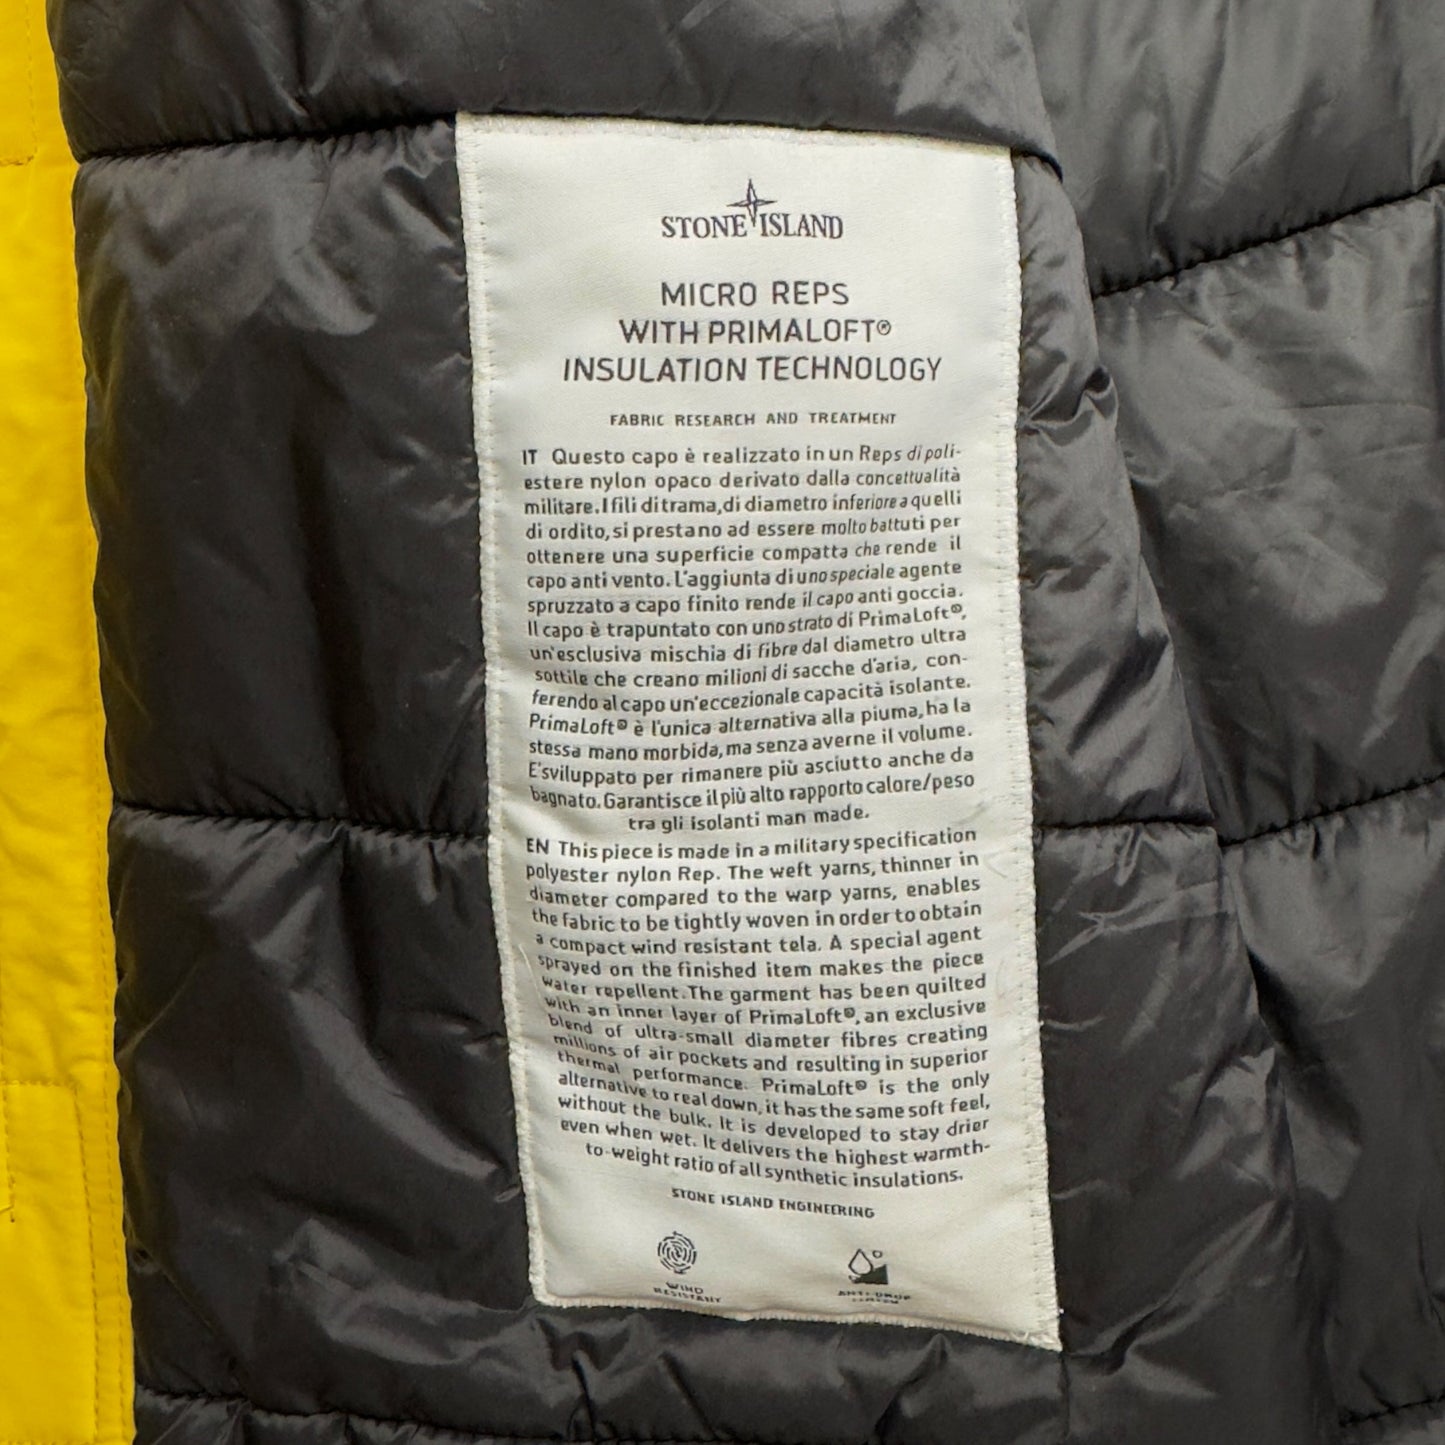 STONE ISLAND
MICRO REPS
WITH PRIMALOFT®
INSULATION TECHNOLOGY
FABRIC RESEARCH AND TREATMENT
IT Questo capo è realizzato in un Reps di poli-
estere nylon opaco derivato dalla concettualità
militare. I fili di trama, di diametro inferiore a quelli
di ordito, si prestano ad essere molto battuti per
ottenere una superficie compatta che rende il
capo anti vento. L'aggiunta di uno speciale agente
spruzzato a capo finito rende il capo anti goccia.
Il capo è trapuntato con uno strato di PrimaLoft®,
un'esclusiva mischia di fibre dal diametro ultra
sottile che creano milioni di sacche d'aria, con-
ferendo al capo un'eccezionale capacità isolante.
PrimaLoft® è l'unica alternativa alla piuma, ha la
stessa mano morbida, ma senza averne il volume.
E'sviluppato per rimanere più asciutto anche da
bagnato. Garantisce il più alto rapporto calore/peso
tra gli isolanti man made.
EN This piece is made in a military specification
polyester nylon Rep. The weft yarns, thinner in
diameter compared to the warp yarns, enables
the fabric to be tightly woven in order to obtain
a compact wind resistant tela. A special agent
sprayed on the finished item makes the piece
water repellent. The garment has been quilted
with an inner layer of PrimaLoft®, an exclusive
blend of ultra-small diameter fibres creating
millions of air pockets and resulting in superior
thermal performance. PrimaLoft® is the only
alternative to real down, it has the same soft feel,
without the bulk. It is developed to stay drier
even when wet. It delivers the highest warmth-
to-weight ratio of all synthetic insulations.
STONE ISLAND ENGINEERING
WIND
RESISTANT
ANTI-DROP